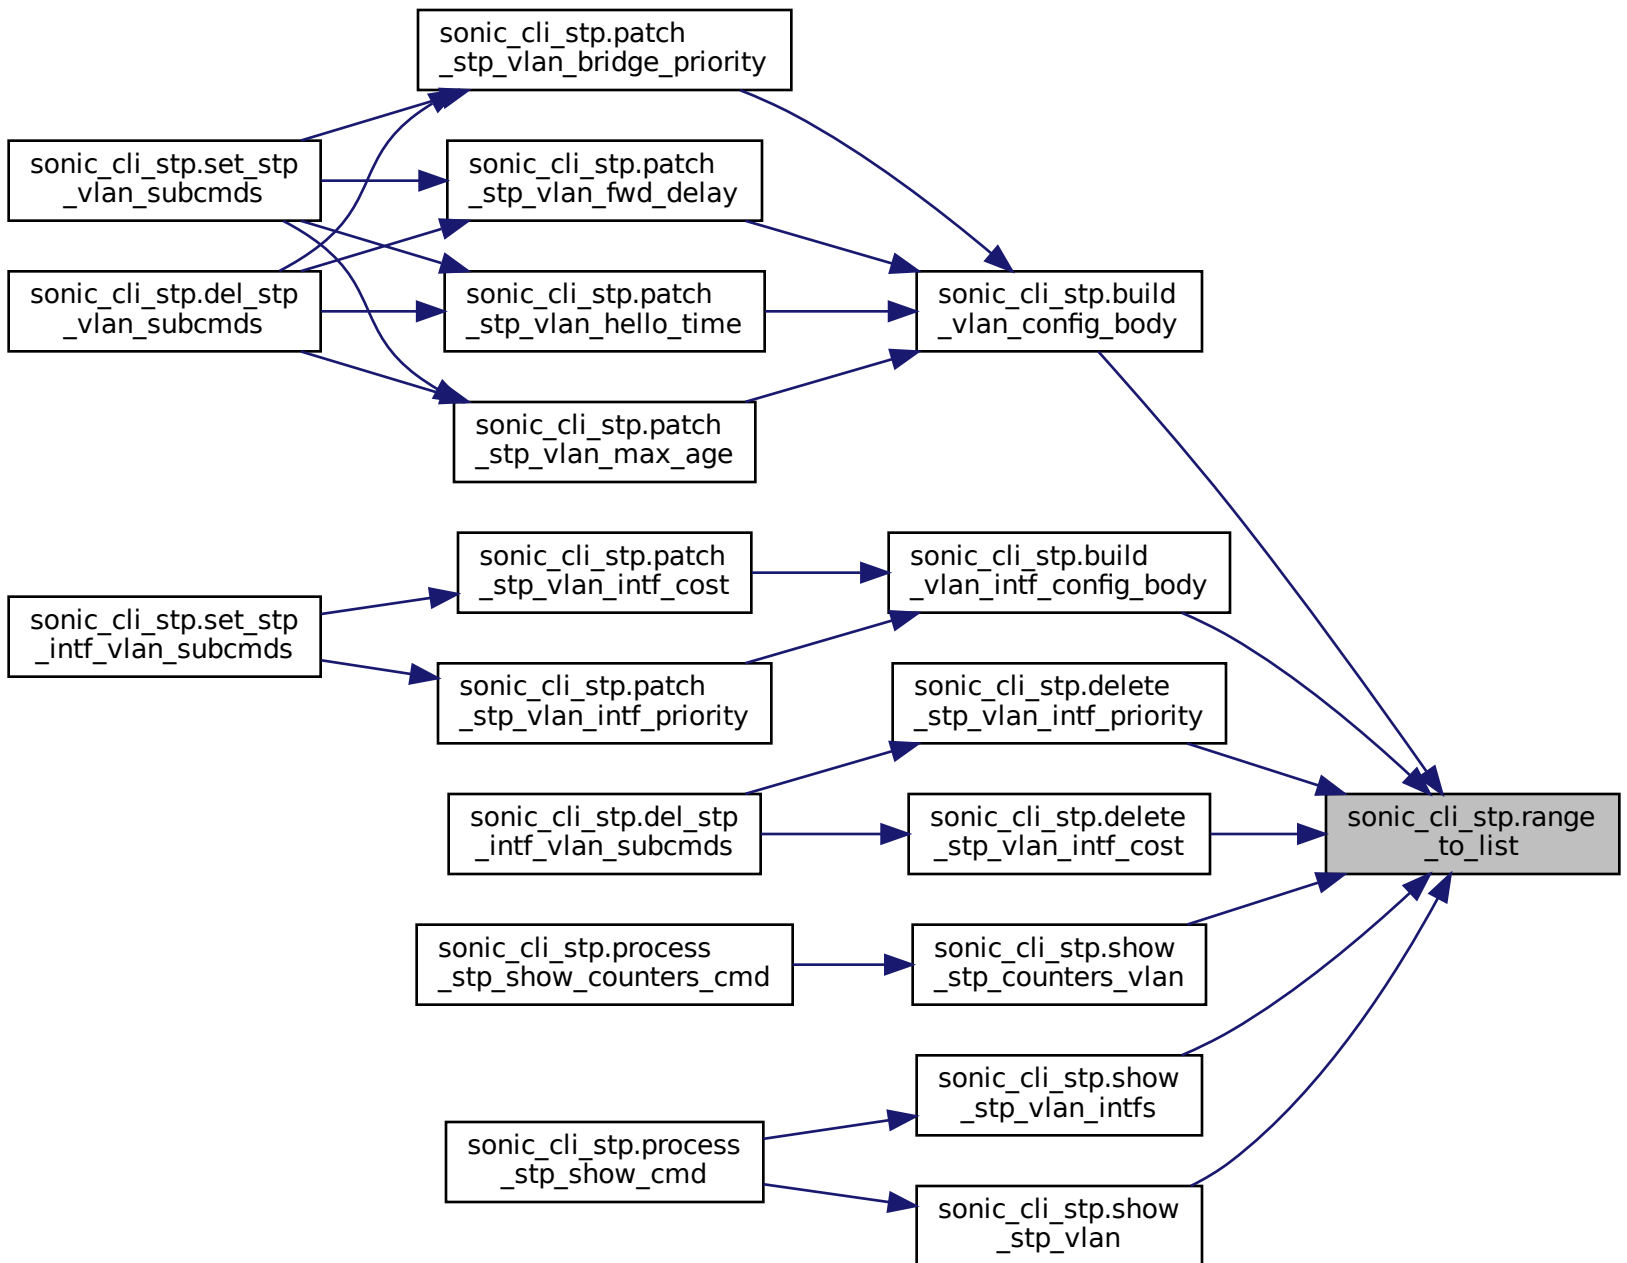 sonic_cli_stp.patch
_stp_vlan_bridge_priority
sonic_cli_stp.set_stp
_vlan_subcmds
sonic_cli_stp.patch
_stp_vlan_fwd_delay
sonic_cli_stp.del_stp
_vlan_subcmds
sonic_cli_stp.patch
_stp_vlan_hello_time
sonic_cli_stp.build
_vlan_config_body
sonic_cli_stp.patch
_stp_vlan_max_age
sonic_cli_stp.patch
_stp_vlan_intf_cost
sonic_cli_stp.build
_vlan_intf_config_body
sonic_cli_stp.set_stp
_intf_vlan_subcmds
sonic_cli_stp.patch
_stp_vlan_intf_priority
sonic_cli_stp.delete
_stp_vlan_intf_priority
sonic_cli_stp.del_stp
_intf_vlan_subcmds
sonic_cli_stp.delete
_stp_vlan_intf_cost
sonic_cli_stp.range
_to_list
sonic_cli_stp.process
_stp_show_counters_cmd
sonic_cli_stp.show
_stp_counters_vlan
sonic_cli_stp.show
_stp_vlan_intfs
sonic_cli_stp.process
_stp_show_cmd
sonic_cli_stp.show
_stp_vlan